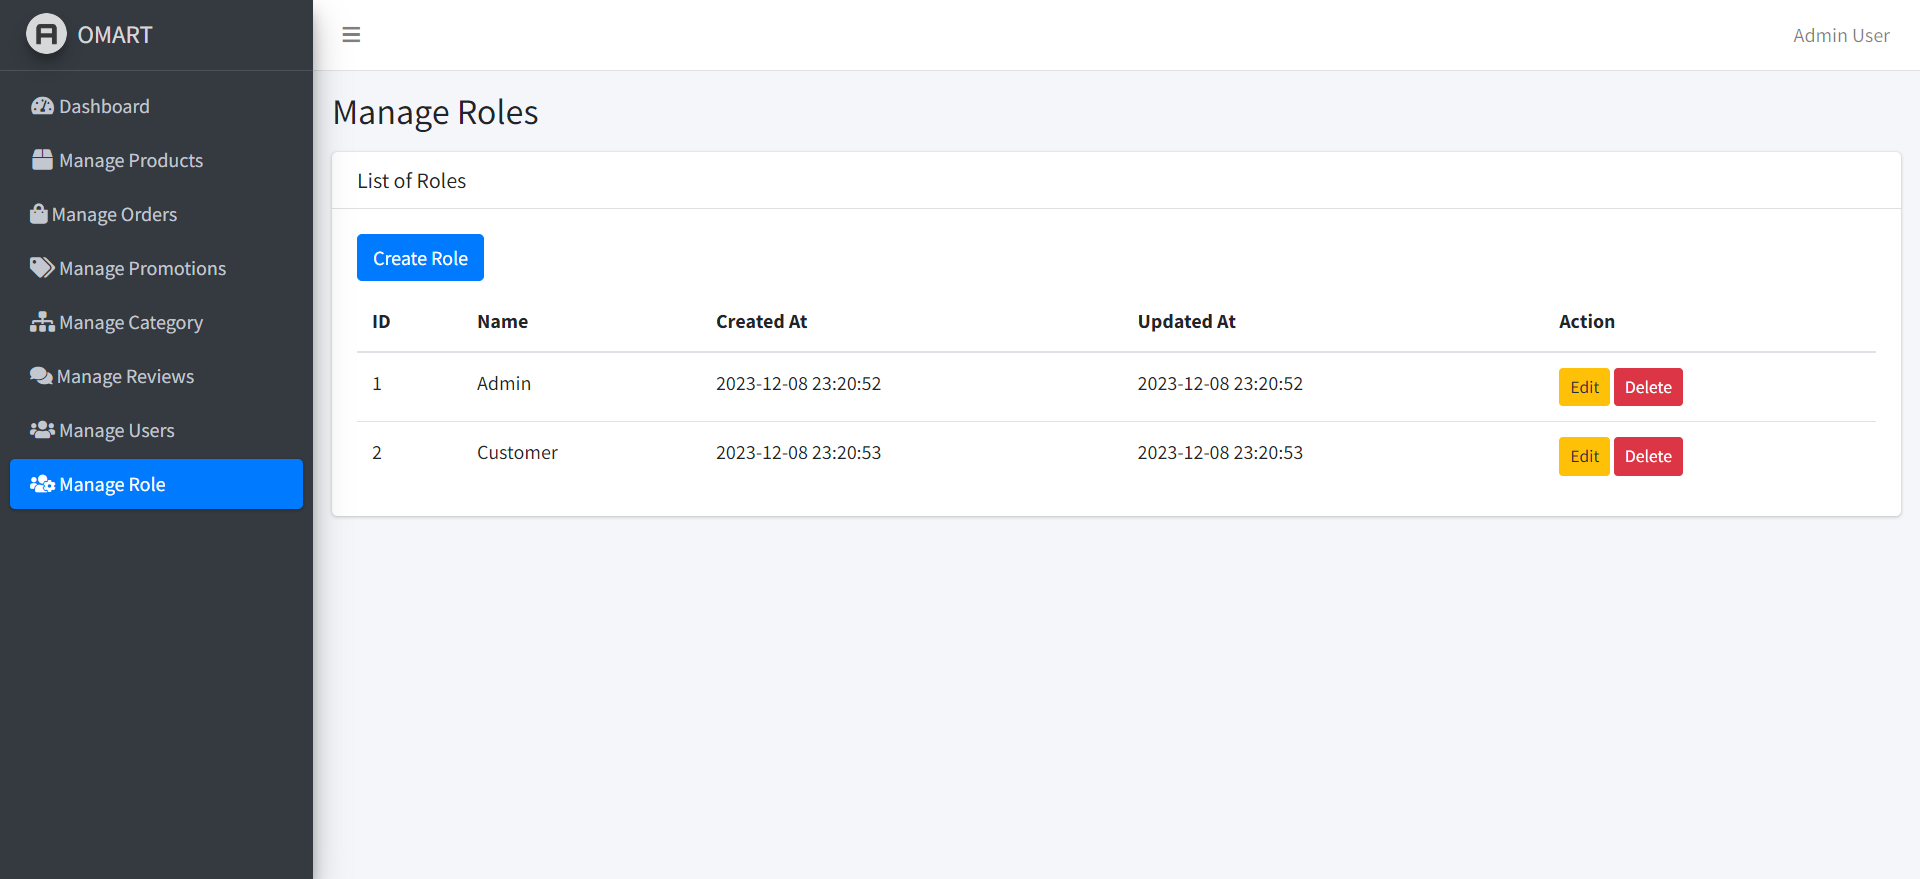 OMART
Admin User
Dashboard
Manage Products
Manage Orders
Manage Promotions
Manage Category
Manage Reviews
Manage Users
Manage Role
Manage Roles
List of Roles
Create Role
ID Name Created At Updated At Action
1 Admin 2023-12-08 23:20:52 2023-12-08 23:20:52 Edit Delete
2 Customer 2023-12-08 23:20:53 2023-12-08 23:20:53 Edit Delete